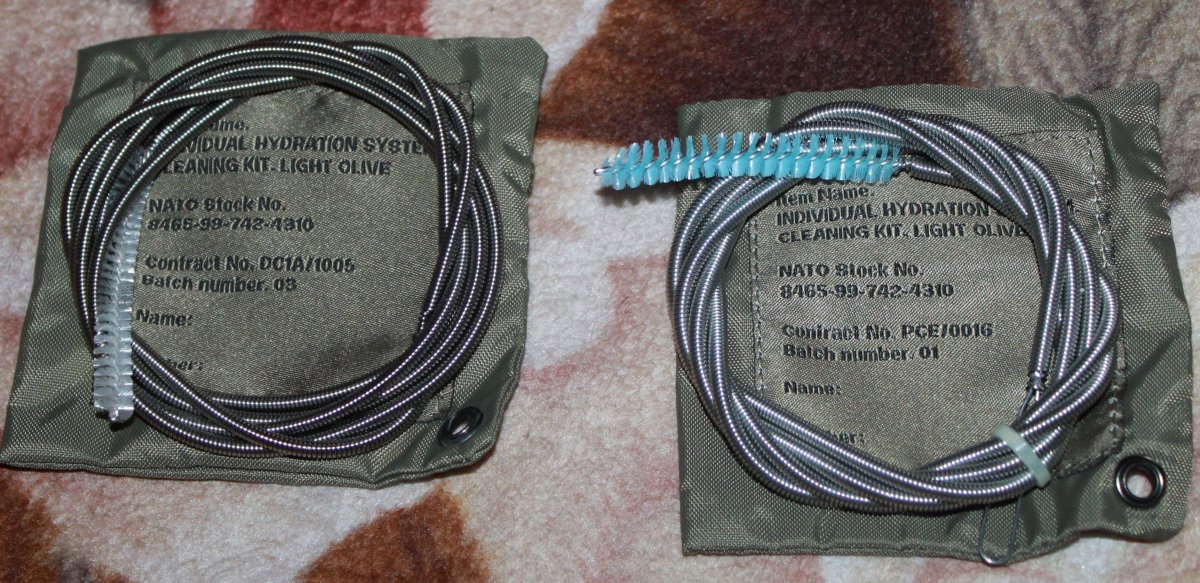 INDIVIDUAL HYDRATION
CLEANING KIT. LIGHT OLIVE
NATO Stock No.
8465-99-742-4310
Contract No. DC1A/1005
Batch number. 03
Name:
Item Name.
INDIVIDUAL HYDRATION
CLEANING KIT. LIGHT OLIVE
NATO Stock No.
8465-99-742-4310
Contract No. PCE/0016
Batch number. 01
Name: